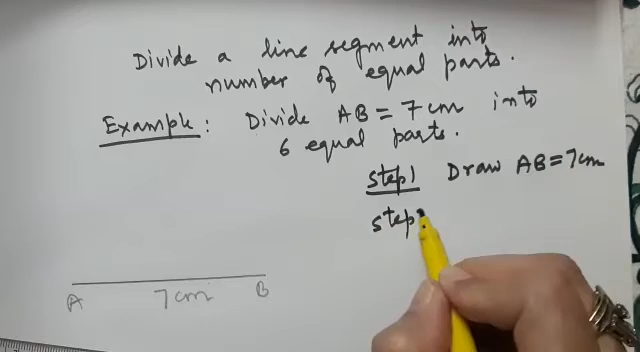 Divide a line segment into
number of equal parts.
Example: Divide AB = 7cm into
6 equal parts.
step1 Draw AB=7cm
step
A 7cm B